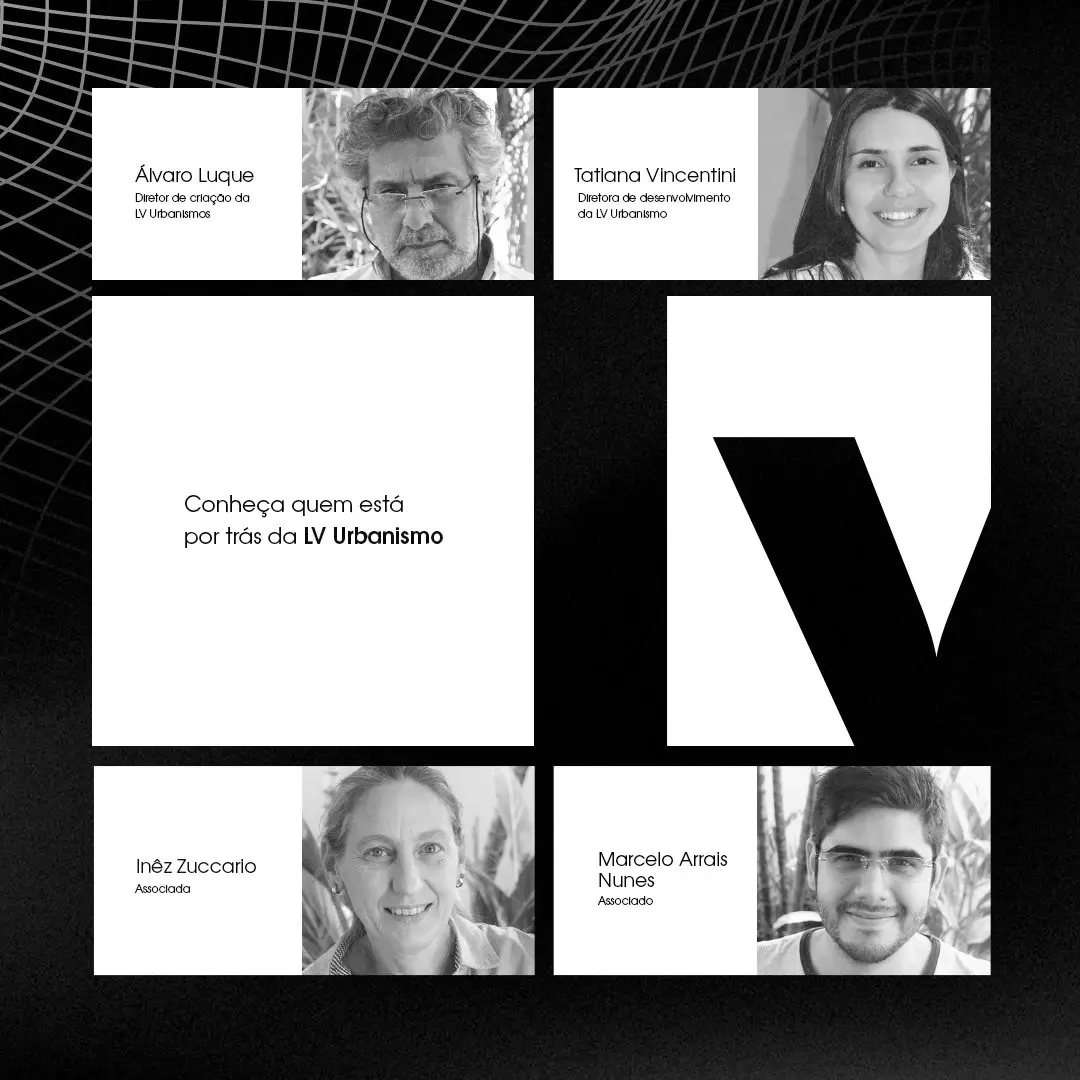 Álvaro Luque
Diretor de criação da
LV Urbanismos
Tatiana Vincentini
Diretora de desenvolvimento
da LV Urbanismo
Conheça quem está
por trás da LV Urbanismo
Inêz Zuccario
Associada
Marcelo Arrais
Nunes
Associado